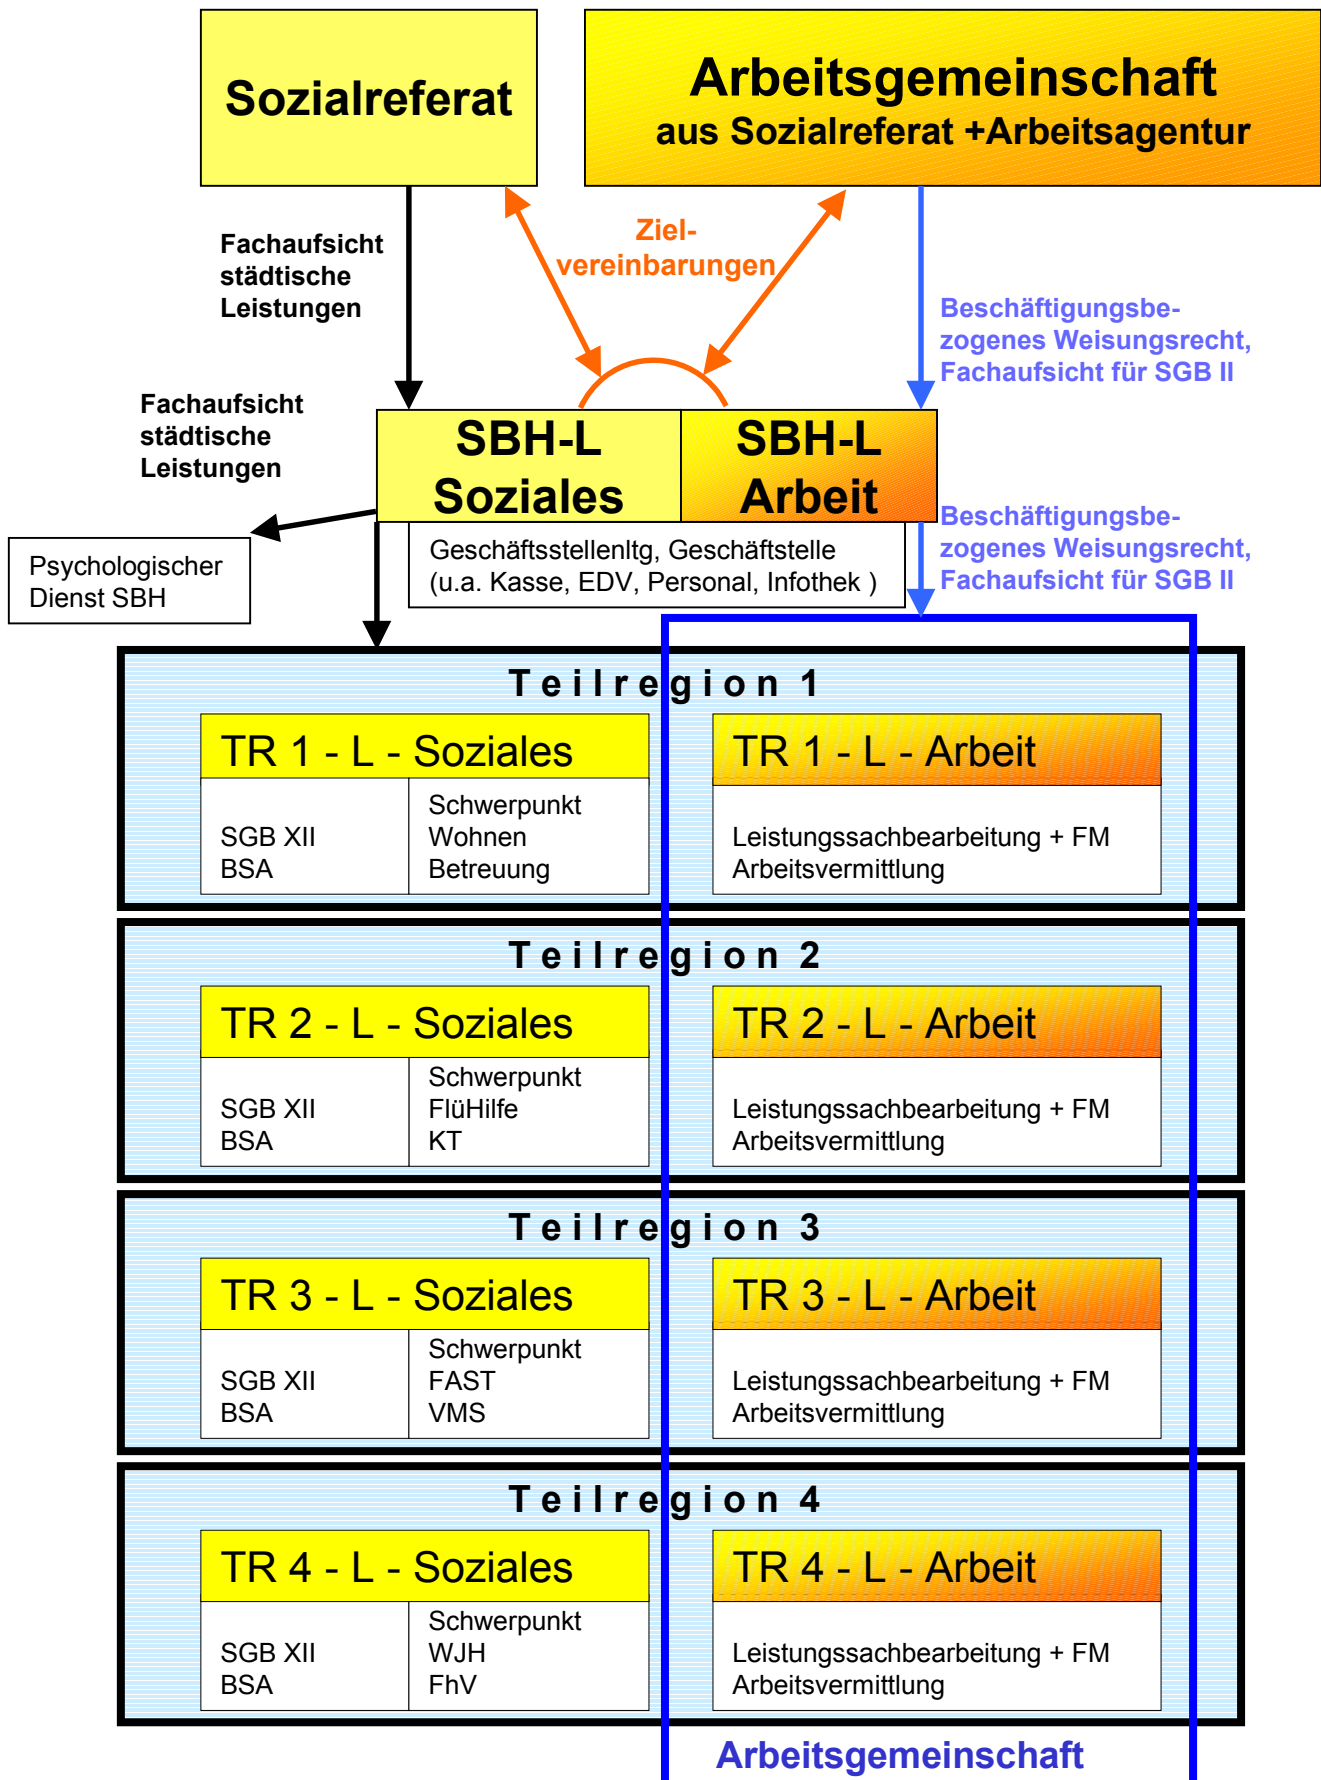 Sozialreferat
Arbeitsgemeinschaft
aus Sozialreferat +Arbeitsagentur
Fachaufsicht
städtische
Leistungen
Ziel-
vereinbarungen
Beschäftigungsbe-
zogenes Weisungsrecht,
Fachaufsicht für SGB II
Fachaufsicht
städtische
Leistungen
SBH-L
Soziales
SBH-L
Arbeit
Beschäftigungsbe-
zogenes Weisungsrecht,
Fachaufsicht für SGB II
Psychologischer
Dienst SBH
Geschäftsstellenltg, Geschäftstelle
(u.a. Kasse, EDV, Personal, Infothek )
Teilregion 1
TR 1 - L - Soziales
SGB XII
BSA
Schwerpunkt
Wohnen
Betreuung
TR 1 - L - Arbeit
Leistungssachbearbeitung + FM
Arbeitsvermittlung
Teilregion 2
TR 2 - L - Soziales
SGB XII
BSA
Schwerpunkt
FlüHilfe
KT
TR 2 - L - Arbeit
Leistungssachbearbeitung + FM
Arbeitsvermittlung
Teilregion 3
TR 3 - L - Soziales
SGB XII
BSA
Schwerpunkt
FAST
VMS
TR 3 - L - Arbeit
Leistungssachbearbeitung + FM
Arbeitsvermittlung
Teilregion 4
TR 4 - L - Soziales
SGB XII
BSA
Schwerpunkt
WJH
FhV
TR 4 - L - Arbeit
Leistungssachbearbeitung + FM
Arbeitsvermittlung
Arbeitsgemeinschaft